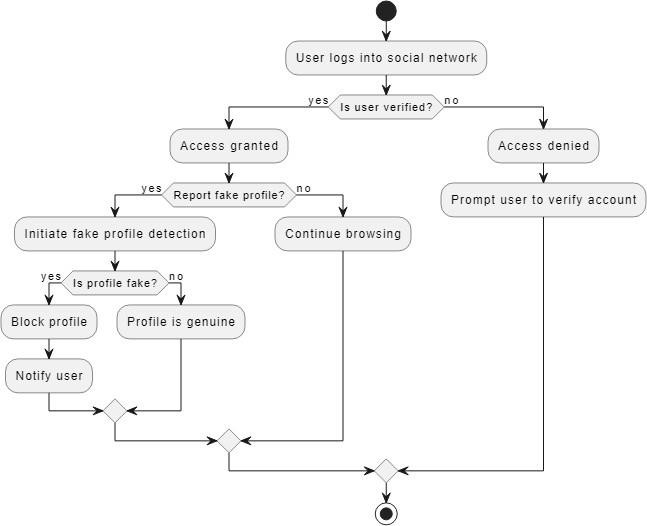 User logs into social network
yes
Is user verified?
no
Access granted
Access denied
yes
Report fake profile?
no
Prompt user to verify account
Initiate fake profile detection
Continue browsing
yes
Is profile fake?
no
Block profile
Profile is genuine
Notify user